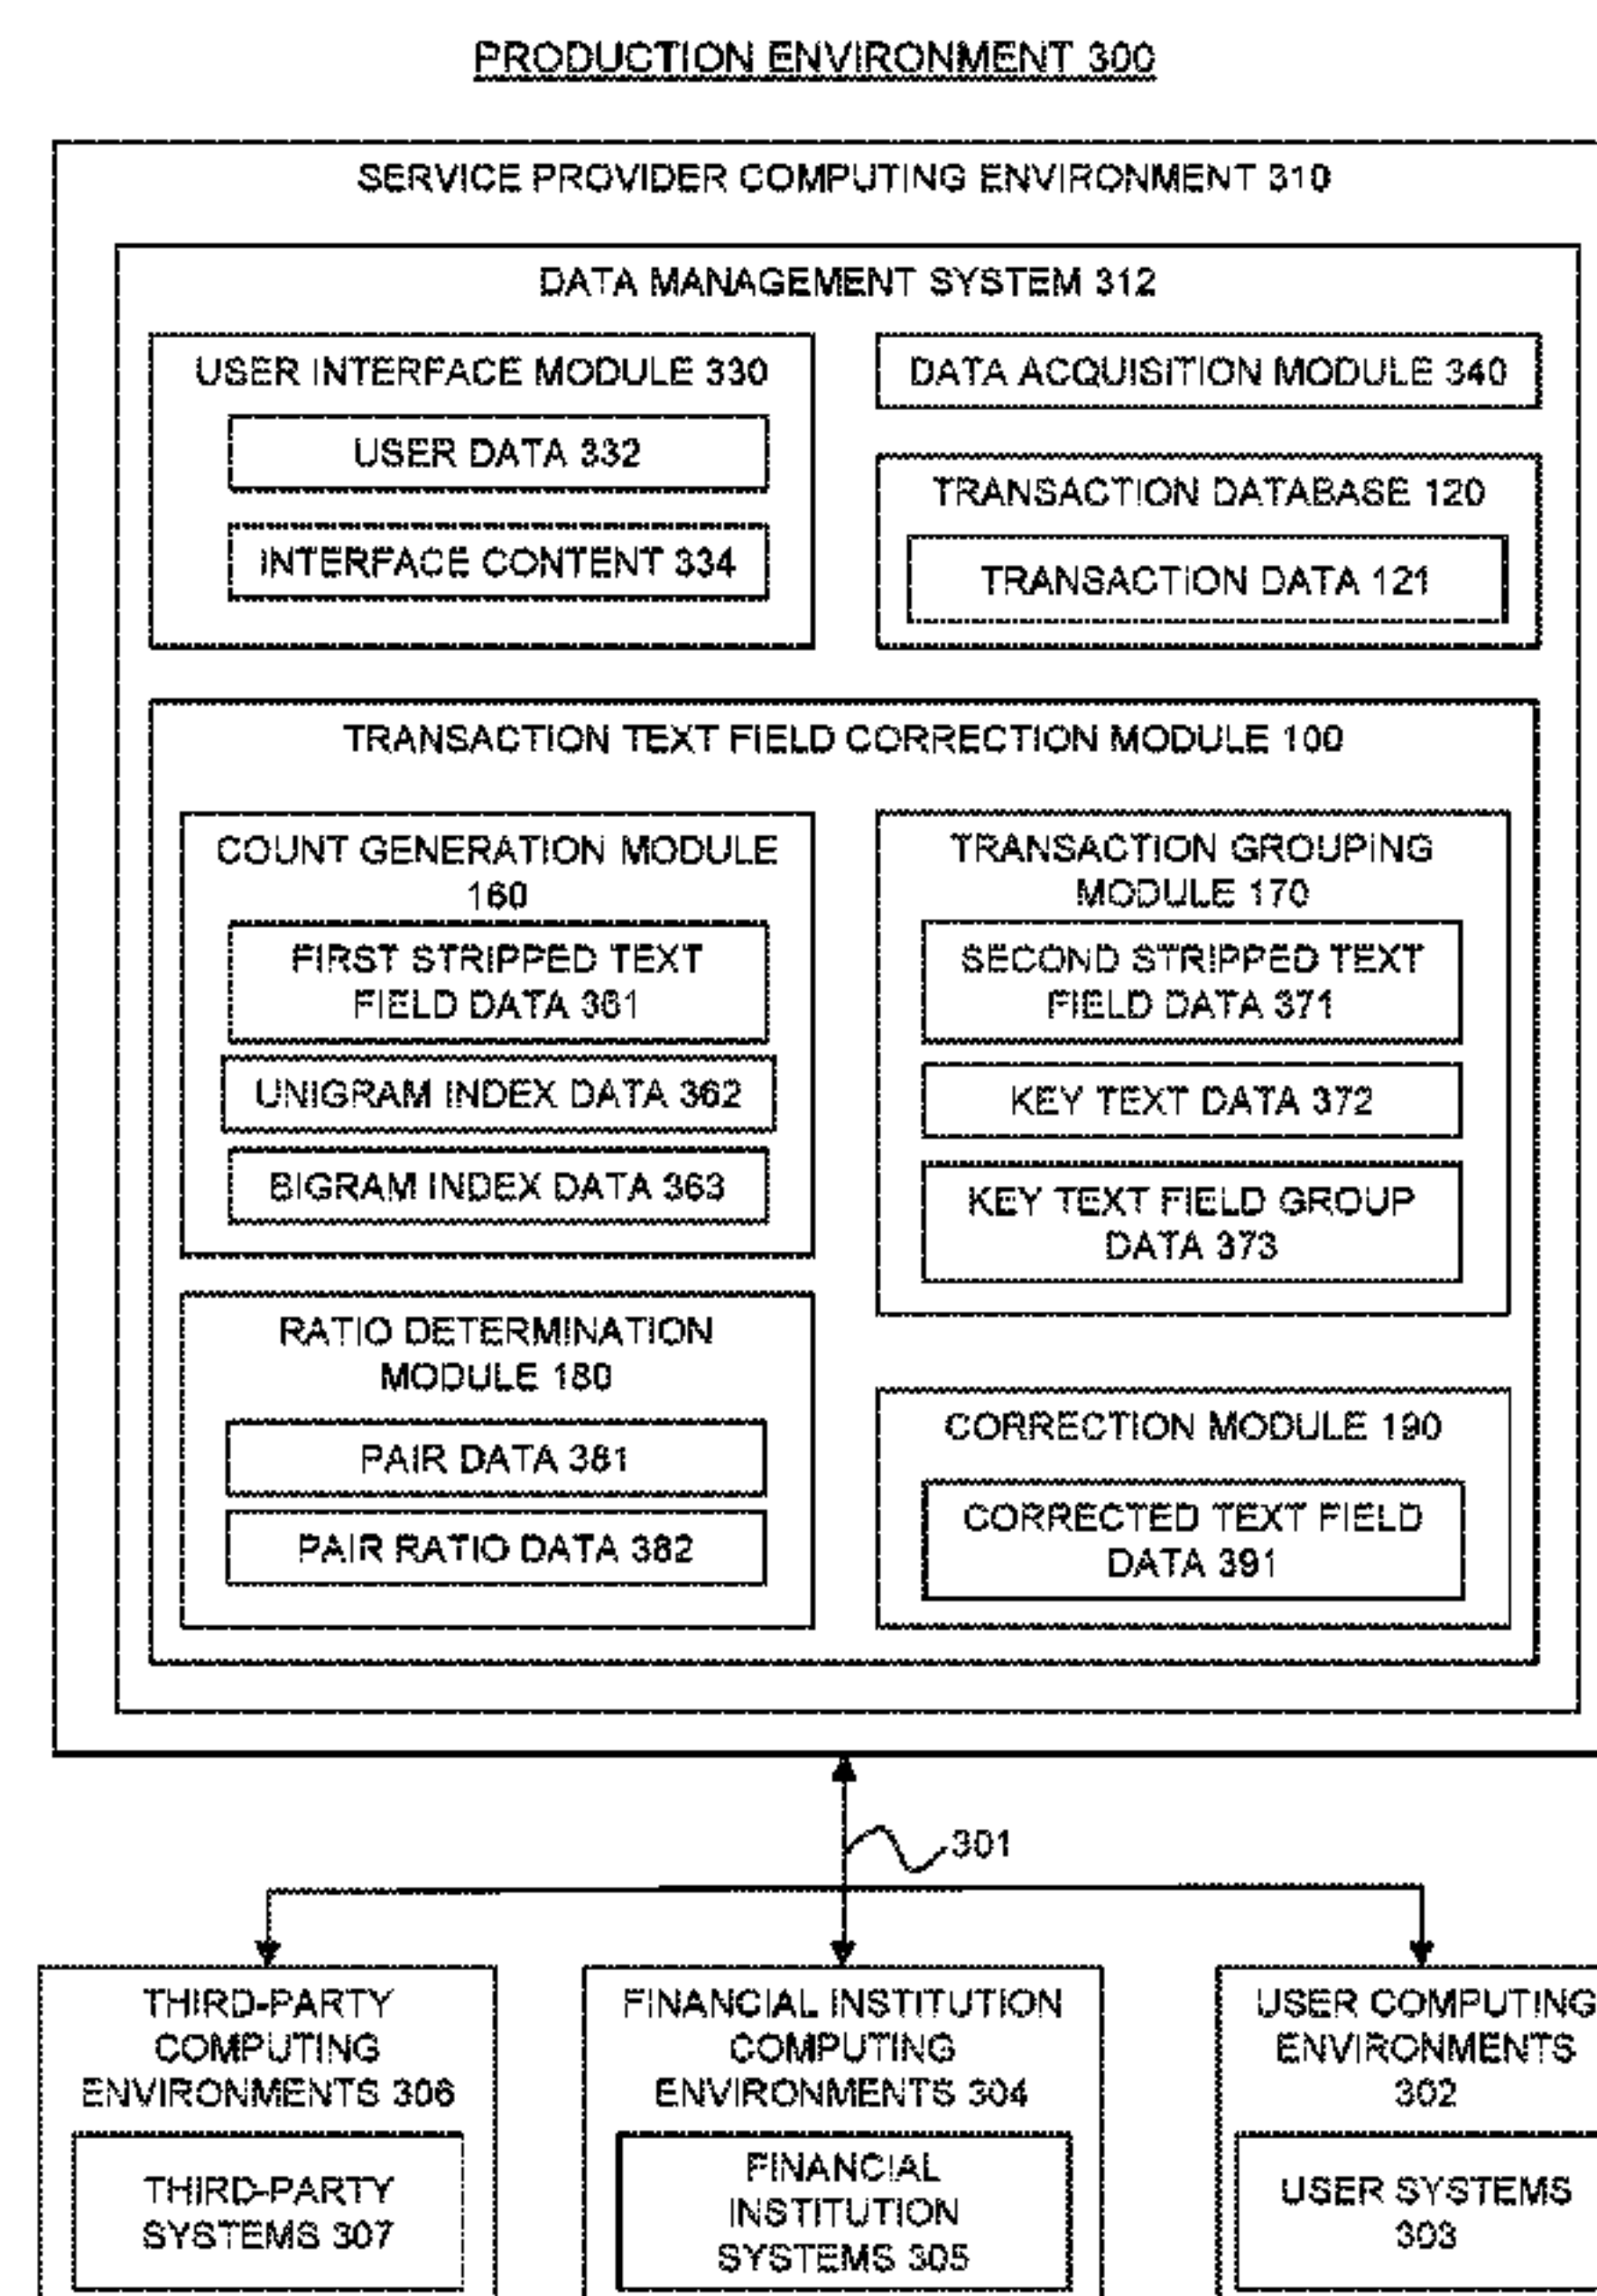 PRODUCTION ENVIRONMENT 300
SERVICE PROVIDER COMPUTING ENVIRONMENT 310
DATA MANAGEMENT SYSTEM 312
USER INTERFACE MODULE 330
USER DATA 332
INTERFACE CONTENT 334
DATA ACQUISITION MODULE 340
TRANSACTION DATABASE 120
TRANSACTION DATA 121
TRANSACTION TEXT FIELD CORRECTION MODULE 100
COUNT GENERATION MODULE
160
FIRST STRIPPED TEXT
FIELD DATA 361
UNIGRAM INDEX DATA 362
BIGRAM INDEX DATA 363
TRANSACTION GROUPING
MODULE 170
SECOND STRIPPED TEXT
FIELD DATA 371
KEY TEXT DATA 372
KEY TEXT FIELD GROUP
DATA 373
RATIO DETERMINATION
MODULE 180
PAIR DATA 381
PAIR RATIO DATA 382
CORRECTION MODULE 190
CORRECTED TEXT FIELD
DATA 391
301
THIRD-PARTY
COMPUTING
ENVIRONMENTS 306
THIRD-PARTY
SYSTEMS 307
FINANCIAL INSTITUTION
COMPUTING
ENVIRONMENTS 304
FINANCIAL
INSTITUTION
SYSTEMS 305
USER COMPUTING
ENVIRONMENTS
302
USER SYSTEMS
303